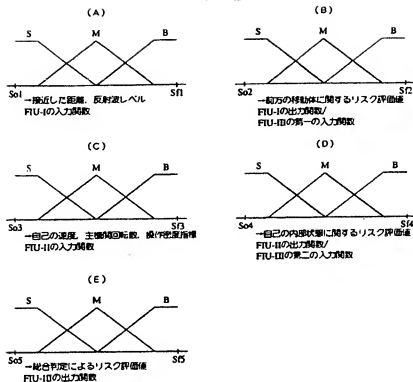 (A)
S M B
So1 Sf1
→接近した距離、反射波レベル
FIU-Iの入力関数
(B)
S M B
So2 Sf2
→前方の移動体に関するリスク評価値
FIU-Iの出力関数/
FIU-IIIの第一の入力関数
(C)
S M B
So3 Sf3
→自己の速度、主機関回転数、操作密度指標
FIU-IIの入力関数
(D)
S M B
So4 Sf4
→自己の内部状態に関するリスク評価値
FIU-IIの出力関数/
FIU-IIIの第二の入力関数
(E)
S M B
So5 Sf5
→総合判定によるリスク評価値
FIU-IIIの出力関数